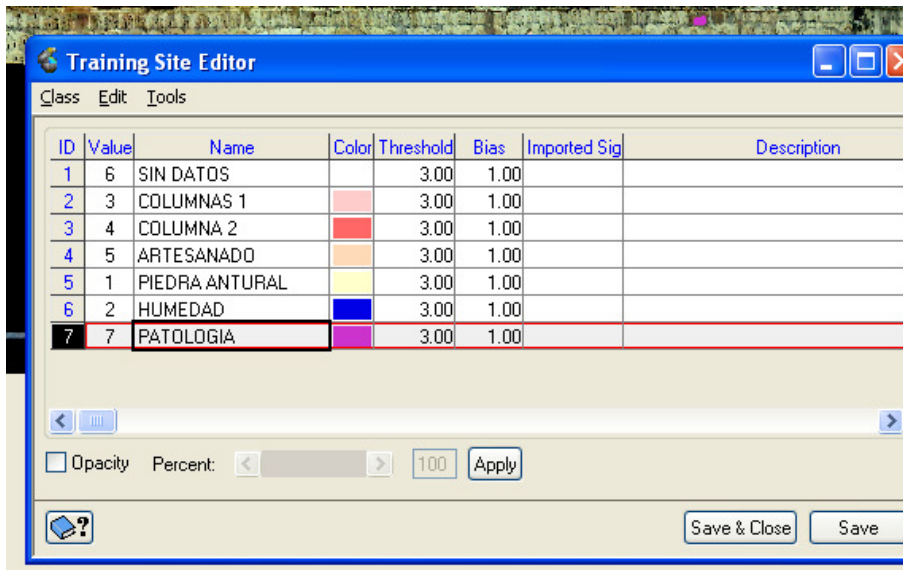 Training Site Editor
Class Edit Tools
ID Value Name Color Threshold Bias Imported Sig Description
1 6 SIN DATOS 3.00 1.00
2 3 COLUMNAS 1 3.00 1.00
3 4 COLUMNA 2 3.00 1.00
4 5 ARTESANADO 3.00 1.00
5 1 PIEDRA ANTURAL 3.00 1.00
6 2 HUMEDAD 3.00 1.00
7 7 PATOLOGIA 3.00 1.00
Opacity Percent: 100 Apply
Save & Close Save